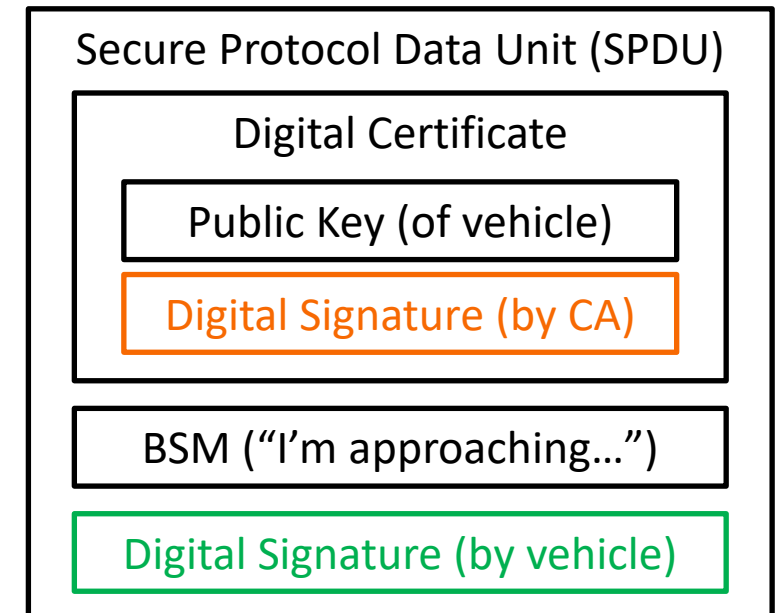 Secure Protocol Data Unit (SPDU)
Digital Certificate
Public Key (of vehicle)
Digital Signature (by CA)
BSM (“I’m approaching…”)
Digital Signature (by vehicle)